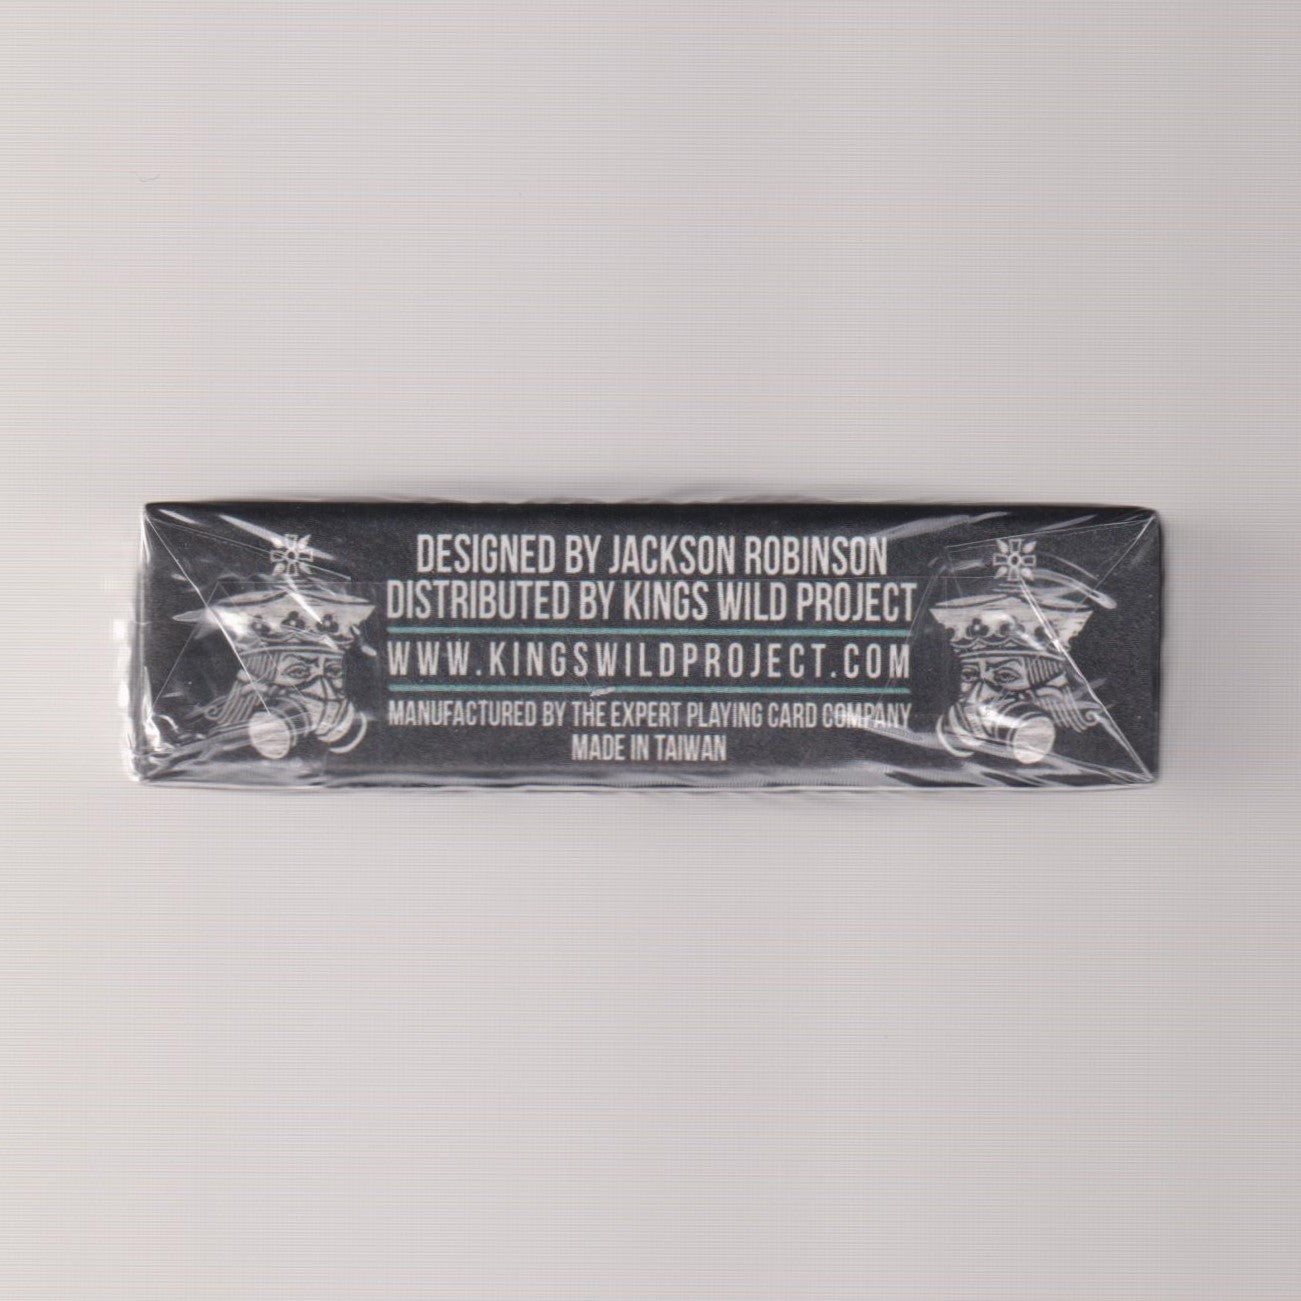 DESIGNED BY JACKSON ROBINSON
DISTRIBUTED BY KINGS WILD PROJECT
WWW.KINGSWILDPROJECT.COM
MANUFACTURED BY THE EXPERT PLAYING CARD COMPANY
MADE IN TAIWAN